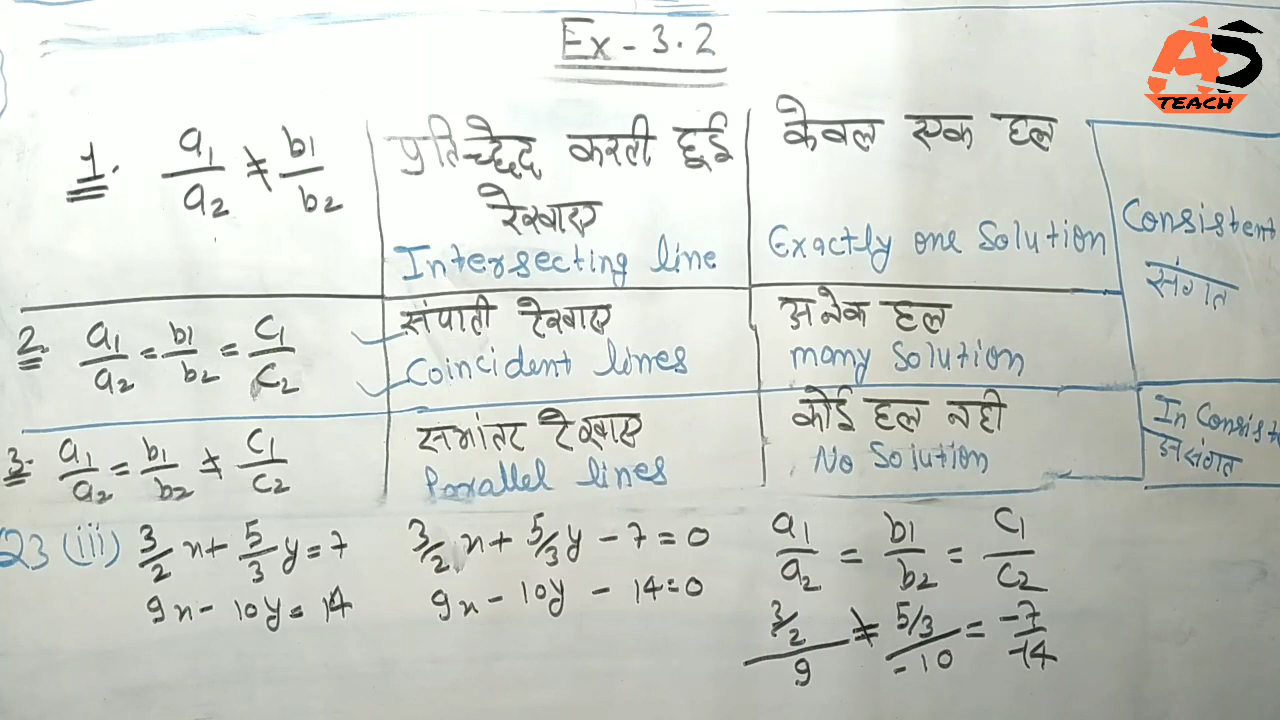 Ex - 3.2
AS
TEACH
1. a1/a2 ≠ b1/b2
प्रतिच्छेद करती हुई
रेखाए
Intersecting line
केवल एक हल
Exactly one Solution
Consistent
संगत
2. a1/a2 = b1/b2 = c1/c2
संपाती रेखाए
Coincident lines
अनेक हल
many Solution
3. a1/a2 = b1/b2 ≠ c1/c2
समांतर रेखाए
Parallel lines
कोई हल नही
No Solution
In Consist
असंगत
Q3 (iii) 3/2 x + 5/3 y = 7
9x - 10y = 14
3/2 x + 5/3 y - 7 = 0
9x - 10y - 14 = 0
a1/a2 = b1/b2 = c1/c2
3/2/9 ≠ 5/3/-10 = -7/-14